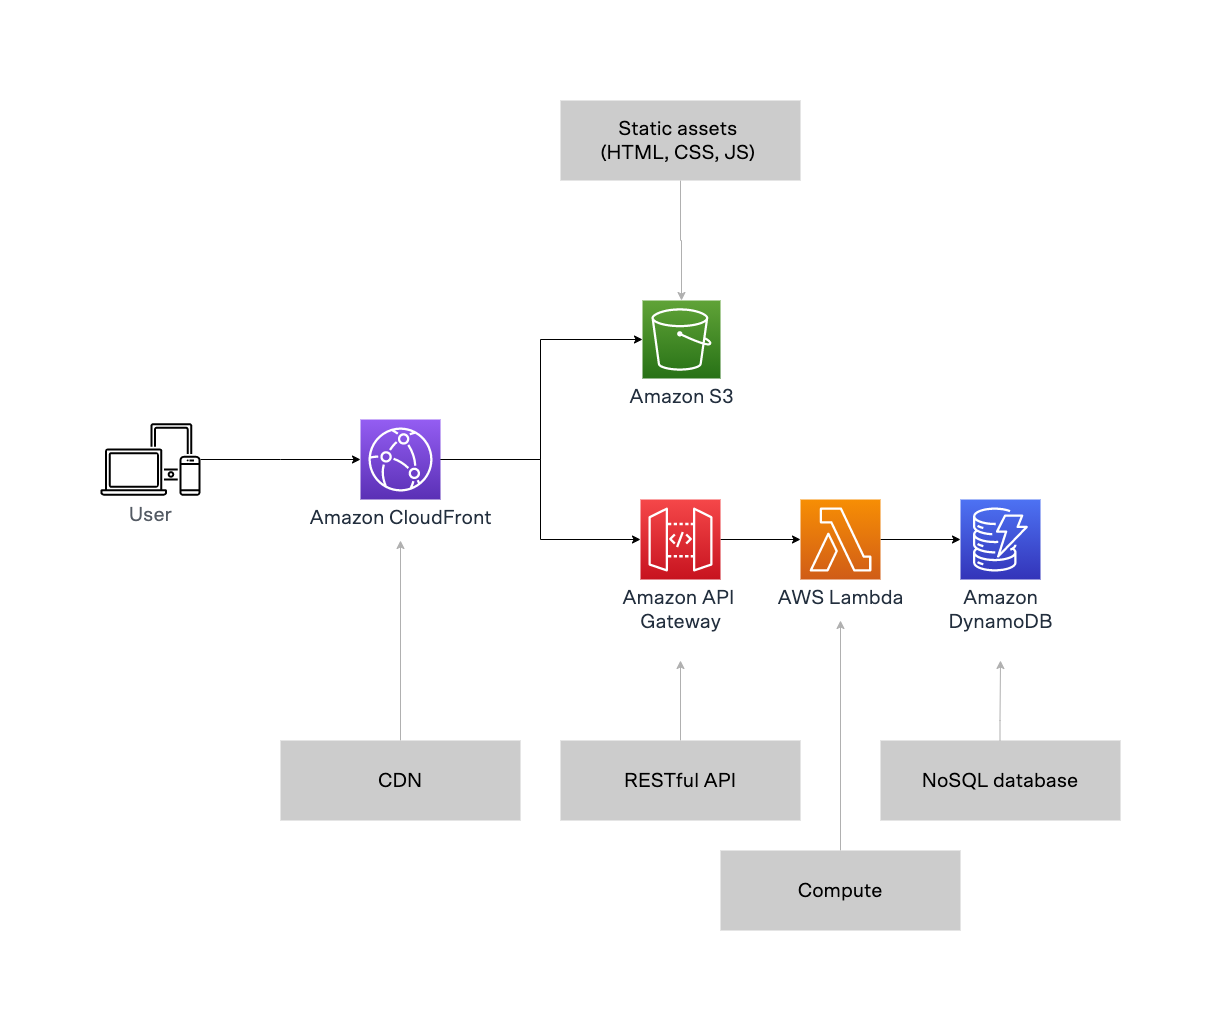 Static assets
(HTML, CSS, JS)
Amazon S3
User
Amazon CloudFront
Amazon API
Gateway
AWS Lambda
Amazon
DynamoDB
CDN
RESTful API
NoSQL database
Compute